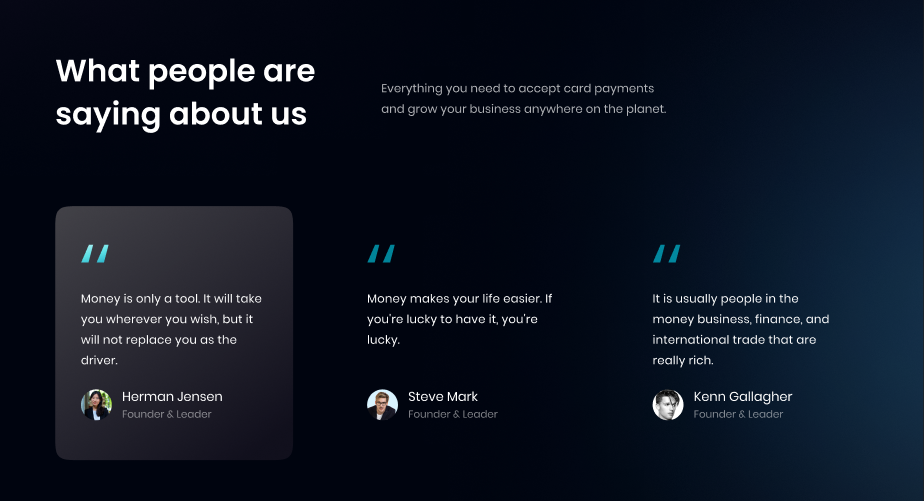 What people are
saying about us
Everything you need to accept card payments
and grow your business anywhere on the planet.
Money is only a tool. It will take
you wherever you wish, but it
will not replace you as the
driver.
Herman Jensen
Founder & Leader
Money makes your life easier. If
you're lucky to have it, you're
lucky.
Steve Mark
Founder & Leader
It is usually people in the
money business, finance, and
international trade that are
really rich.
Kenn Gallagher
Founder & Leader